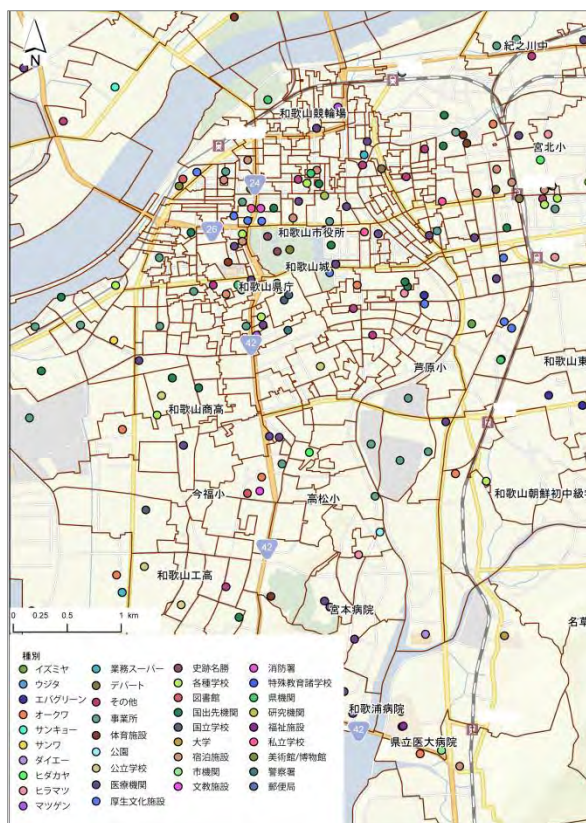 N
紀之川中
和歌山競輪場
宮北小
24
26
和歌山市役所
和歌山城
和歌山県庁
42
芦原小
和歌山東
和歌山商高
今福小
高松小
和歌山朝鮮初中級
42
和歌山工高
宮本病院
名草
0 0.25 0.5 1 km
和歌浦病院
42
県立医大病院
種別
イズミヤ
ウジタ
エバグリーン
オークワ
サンキョー
サンワ
ダイエー
ヒダカヤ
ヒラマツ
マツゲン
業務スーパー
デパート
その他
事業所
体育施設
公園
公立学校
医療機関
厚生文化施設
史跡名勝
各種学校
図書館
国出先機関
国立学校
大学
宿泊施設
市機関
文教施設
消防署
特殊教育諸学校
県機関
研究機関
福祉施設
私立学校
美術館/博物館
警察署
郵便局